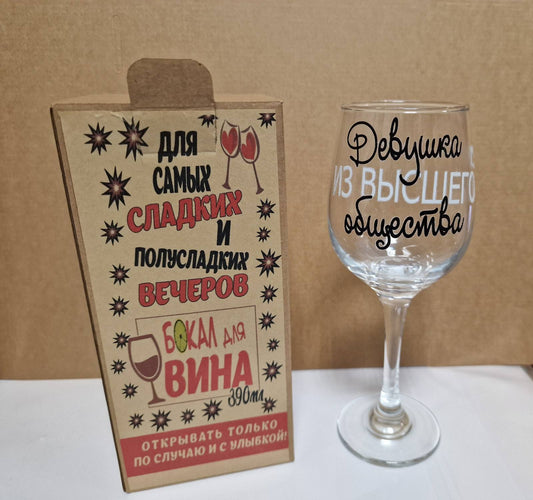 ДЛЯ
САМЫХ
СЛАДКИХ
И
ПОЛУСЛАДКИХ
ВЕЧЕРОВ
БОКАЛ для
ВИНА
390мл
ОТКРЫВАТЬ ТОЛЬКО
ПО СЛУЧАЮ И С УЛЫБКОЙ!
Девушка
ИЗ ВЫСШЕГО
общества